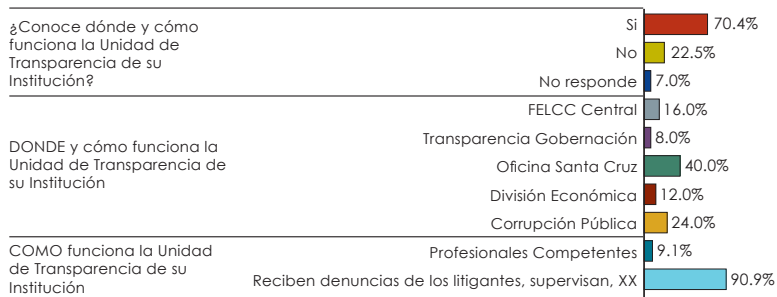 ¿Conoce dónde y cómo
funciona la Unidad de
Transparencia de su
Institución?
Si 70.4%
No 22.5%
No responde 7.0%
DONDE y cómo funciona la
Unidad de Transparencia de
su Institución
FELCC Central 16.0%
Transparencia Gobernación 8.0%
Oficina Santa Cruz 40.0%
División Económica 12.0%
Corrupción Pública 24.0%
COMO funciona la Unidad
de Transparencia de su
Institución
Profesionales Competentes 9.1%
Reciben denuncias de los litigantes, supervisan, XX 90.9%